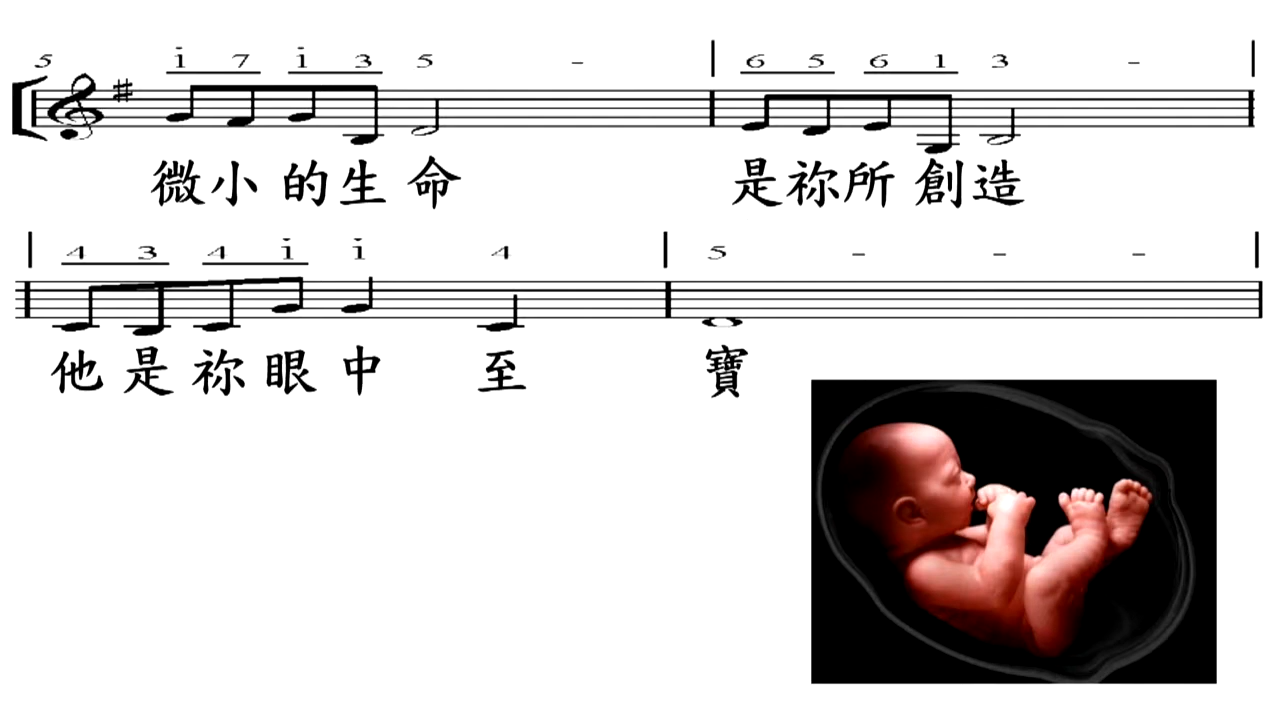 5 i 7 i 3 5 – | 6 5 6 1 3 – |
微小的生命 是祢所創造
| 4 3 4 i i 4 | 5 – – – |
他是祢眼中至寶